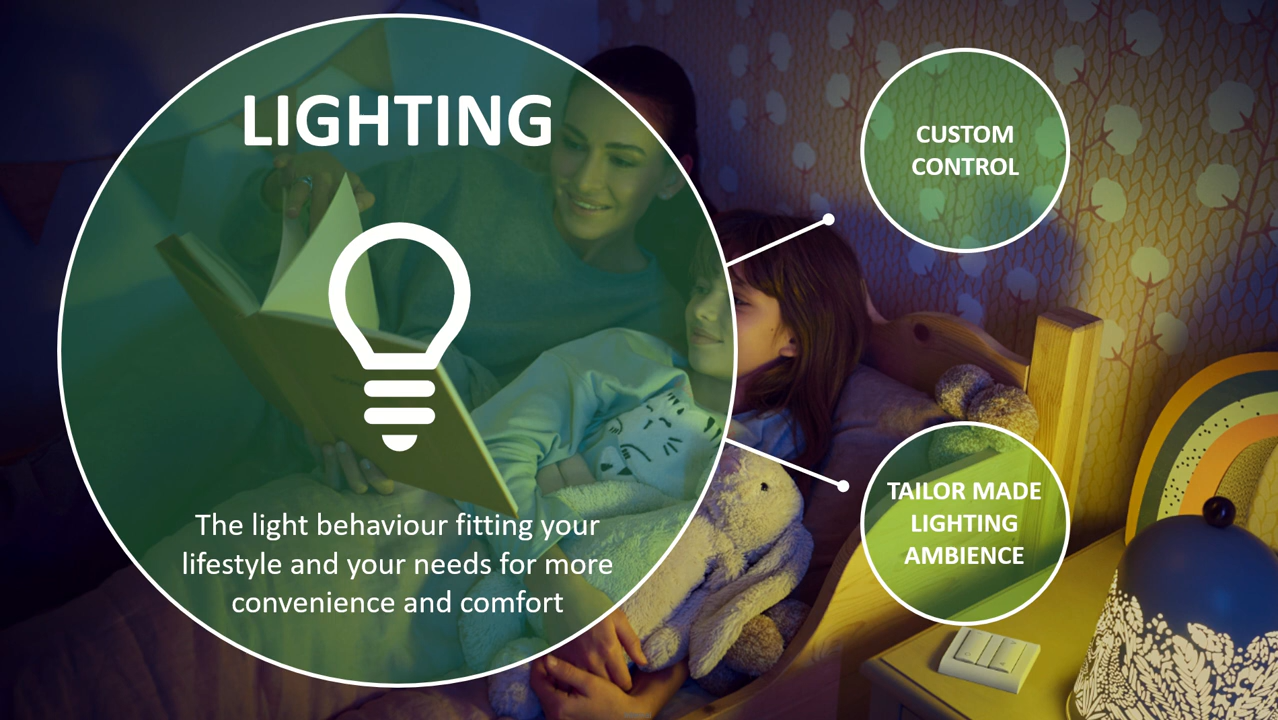 LIGHTING
The light behaviour fitting your
lifestyle and your needs for more
convenience and comfort
CUSTOM
CONTROL
TAILOR MADE
LIGHTING
AMBIENCE